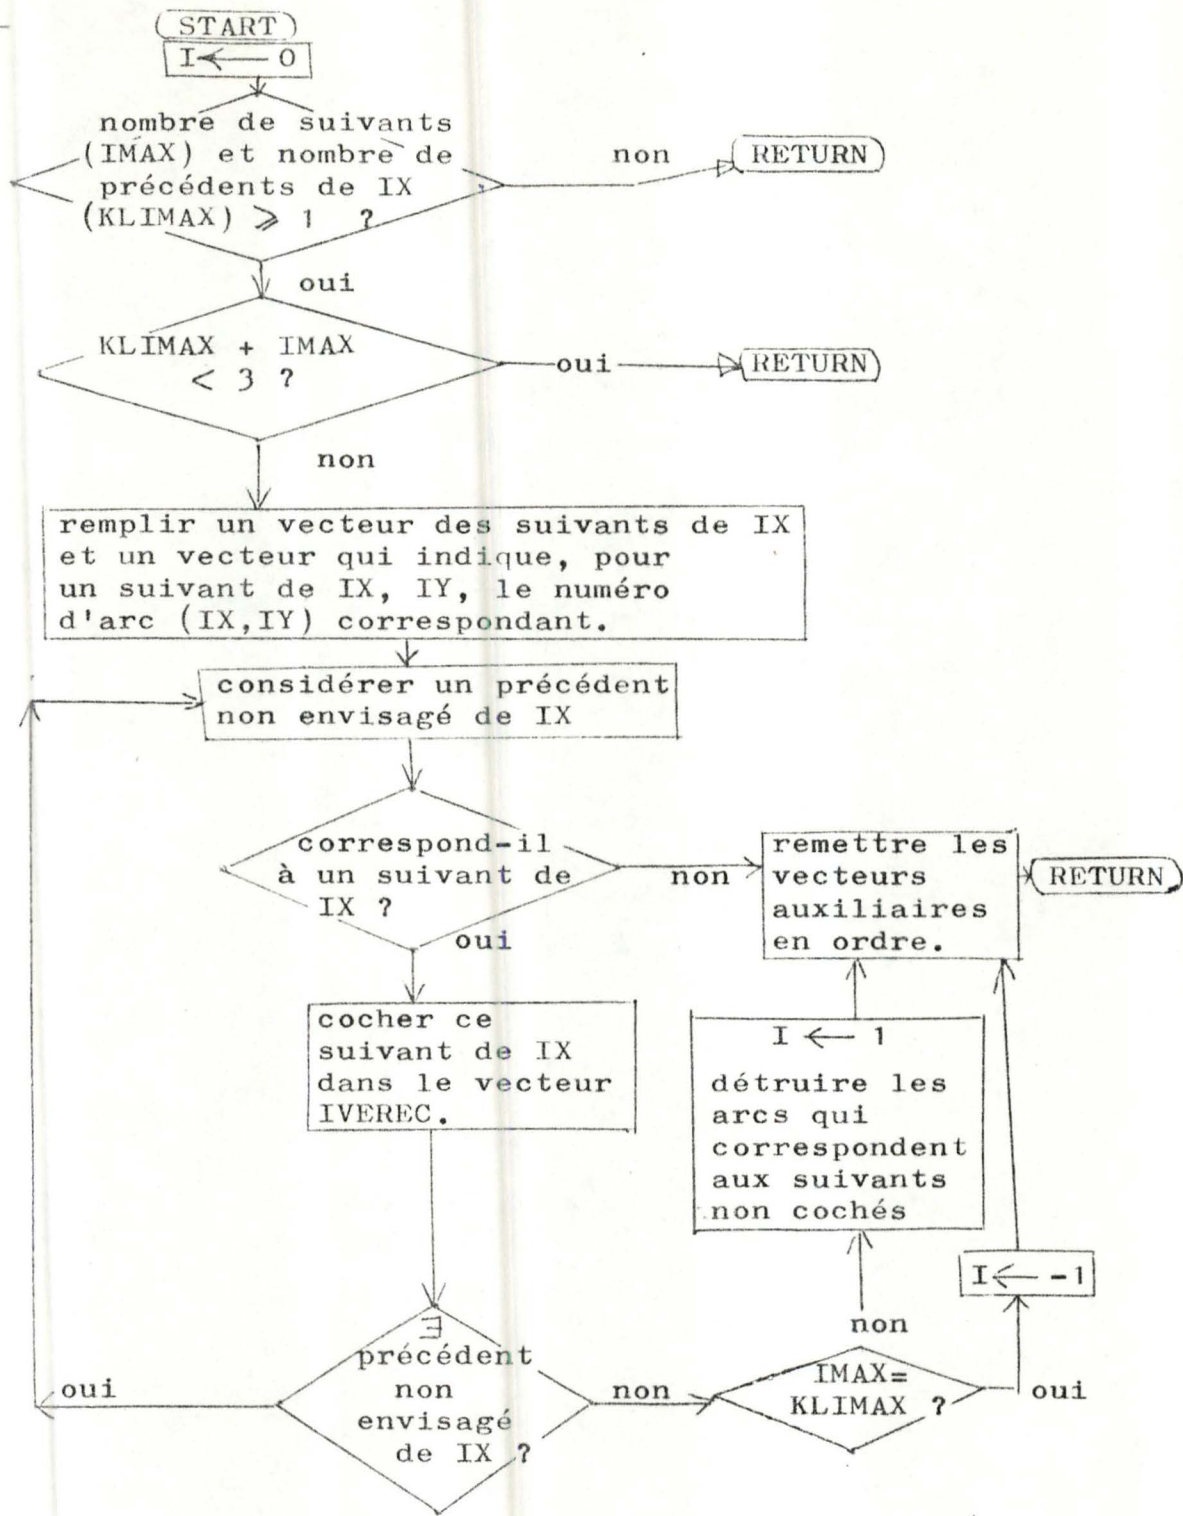 START
I ← 0
nombre de suivants
(IMAX) et nombre de
précédents de IX
(KLIMAX) ⩾ 1 ?
non
RETURN
oui
KLIMAX + IMAX
< 3 ?
oui
RETURN
non
remplir un vecteur des suivants de IX
et un vecteur qui indique, pour
un suivant de IX, IY, le numéro
d'arc (IX,IY) correspondant.
considérer un précédent
non envisagé de IX
correspond-il
à un suivant de
IX ?
non
remettre les
vecteurs
auxiliaires
en ordre.
RETURN
oui
cocher ce
suivant de IX
dans le vecteur
IVEREC.
I ← 1
détruire les
arcs qui
correspondent
aux suivants
non cochés
I ← -1
∃
précédent
non
envisagé
de IX ?
oui
non
IMAX=
KLIMAX ?
non
oui